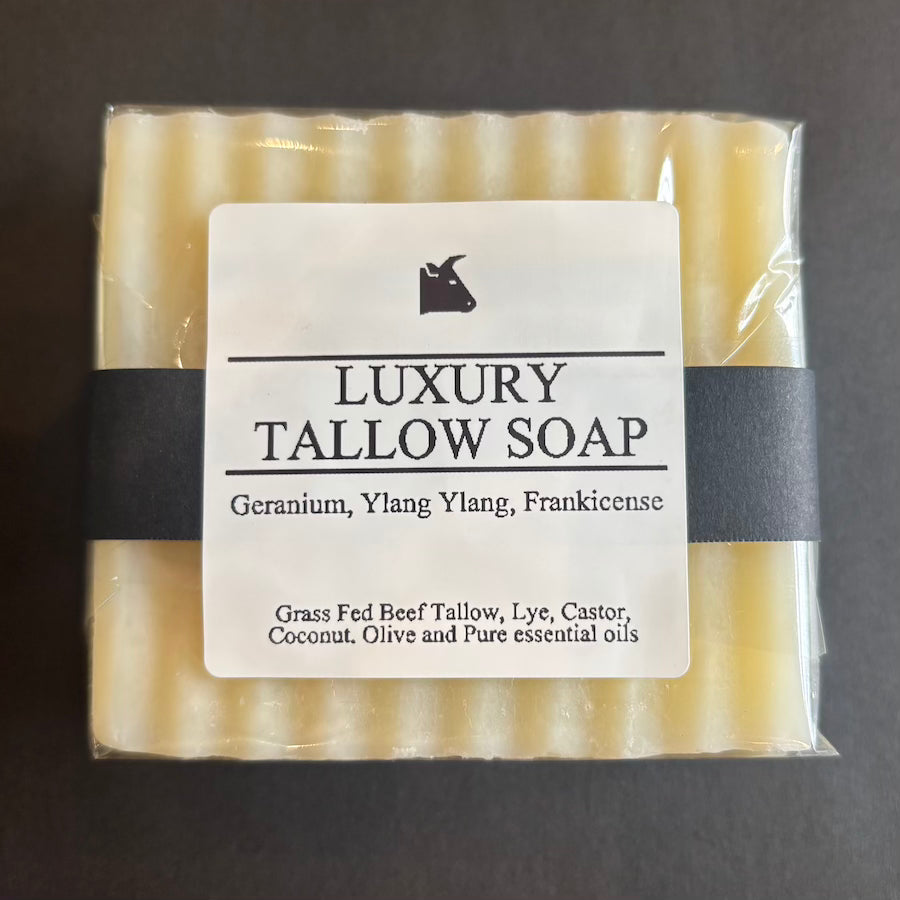 LUXURY
TALLOW SOAP
Geranium, Ylang Ylang, Frankicense
Grass Fed Beef Tallow, Lye, Castor,
Coconut. Olive and Pure essential oils